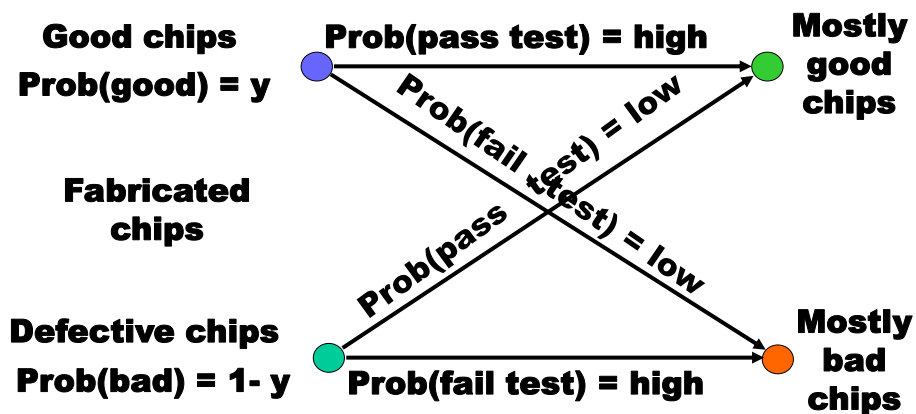 Good chips
Prob(good) = y
Prob(pass test) = high
Mostly
good
chips
Prob(fail test) = low
Prob(pass test) = low
Fabricated
chips
Defective chips
Prob(bad) = 1- y
Prob(fail test) = high
Mostly
bad
chips